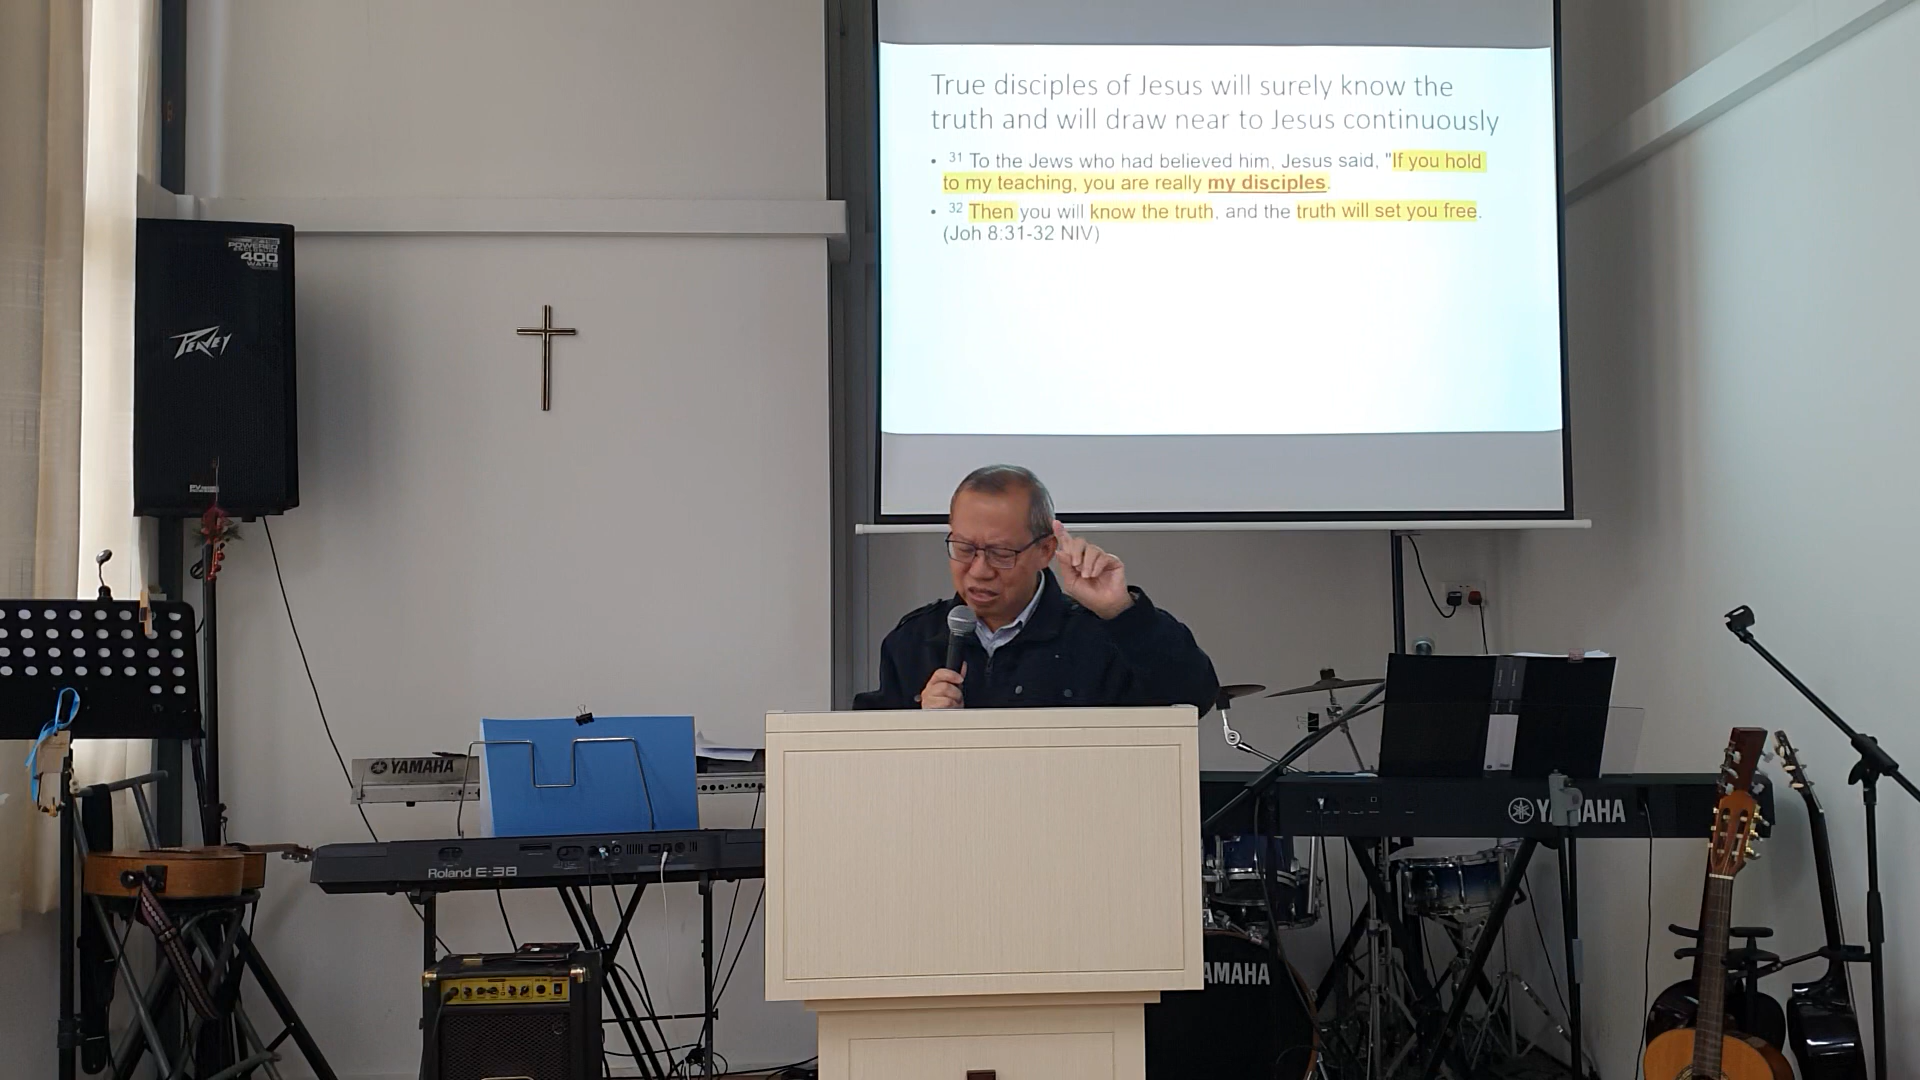 True disciples of Jesus will surely know the
truth and will draw near to Jesus continuously
• 31 To the Jews who had believed him, Jesus said, "If you hold
to my teaching, you are really my disciples.
• 32 Then you will know the truth, and the truth will set you free.
(Joh 8:31-32 NIV)
POWERED
400
WATTS
PEAVEY
YAMAHA
Roland E-38
YAMAHA
YAMAHA